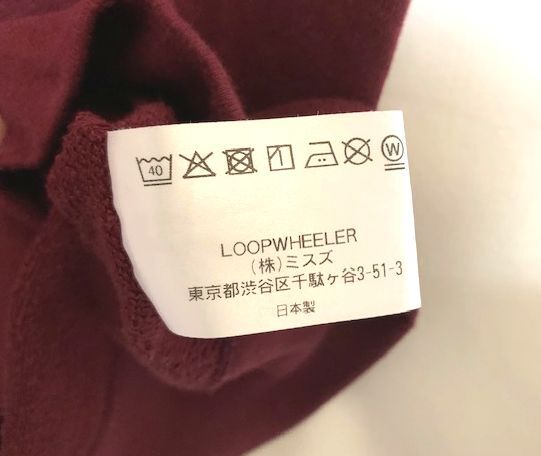 40 W
LOOPWHEELER
(株)ミスズ
東京都渋谷区千駄ヶ谷3-51-3
日本製